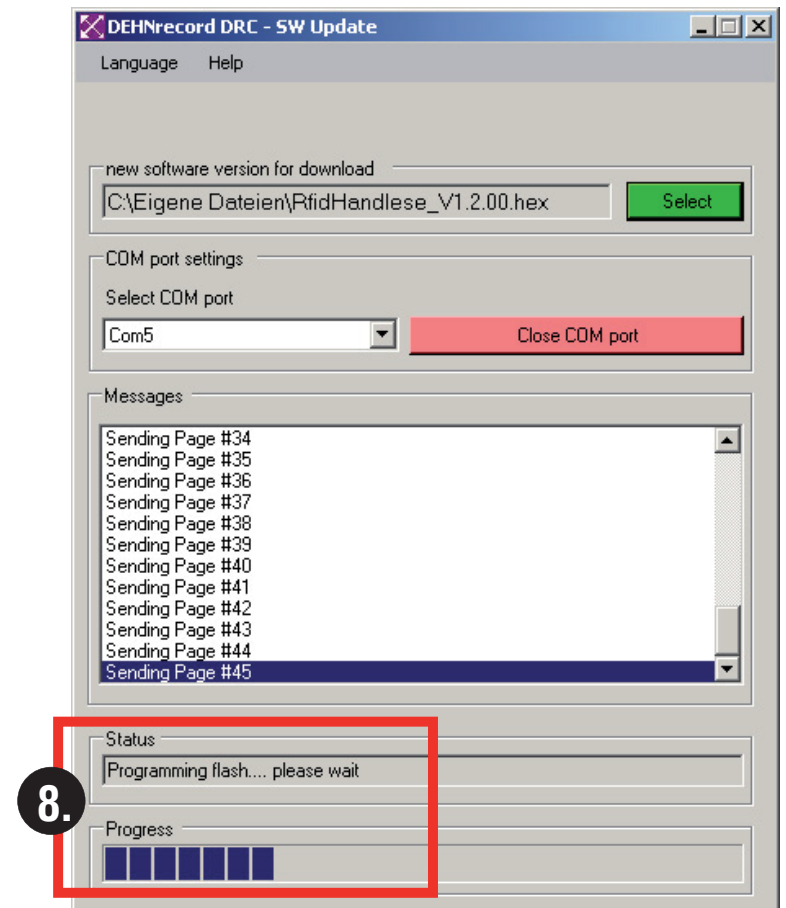 DEHNrecord DRC - SW Update
Language Help
new software version for download
C:\Eigene Dateien\RfidHandlese_V1.2.00.hex Select
COM port settings
Select COM port
Com5 Close COM port
Messages
Sending Page #34
Sending Page #35
Sending Page #36
Sending Page #37
Sending Page #38
Sending Page #39
Sending Page #40
Sending Page #41
Sending Page #42
Sending Page #43
Sending Page #44
Sending Page #45
Status
Programming flash.... please wait
8.
Progress